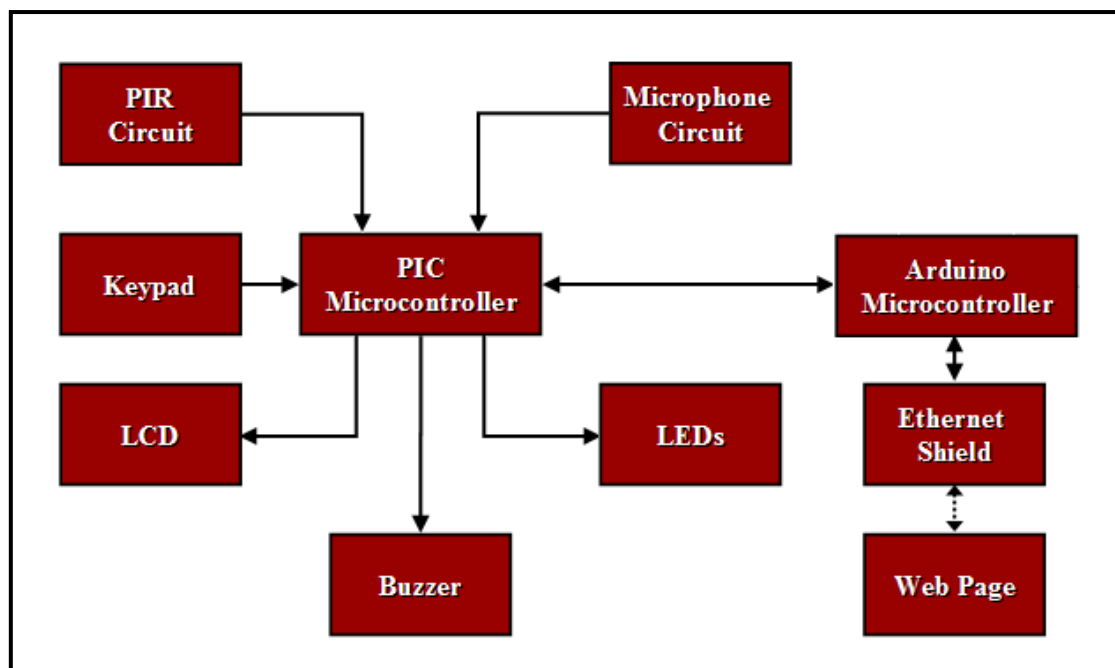 PIR
Circuit
Microphone
Circuit
Keypad
PIC
Microcontroller
Arduino
Microcontroller
LCD
LEDs
Ethernet
Shield
Buzzer
Web Page